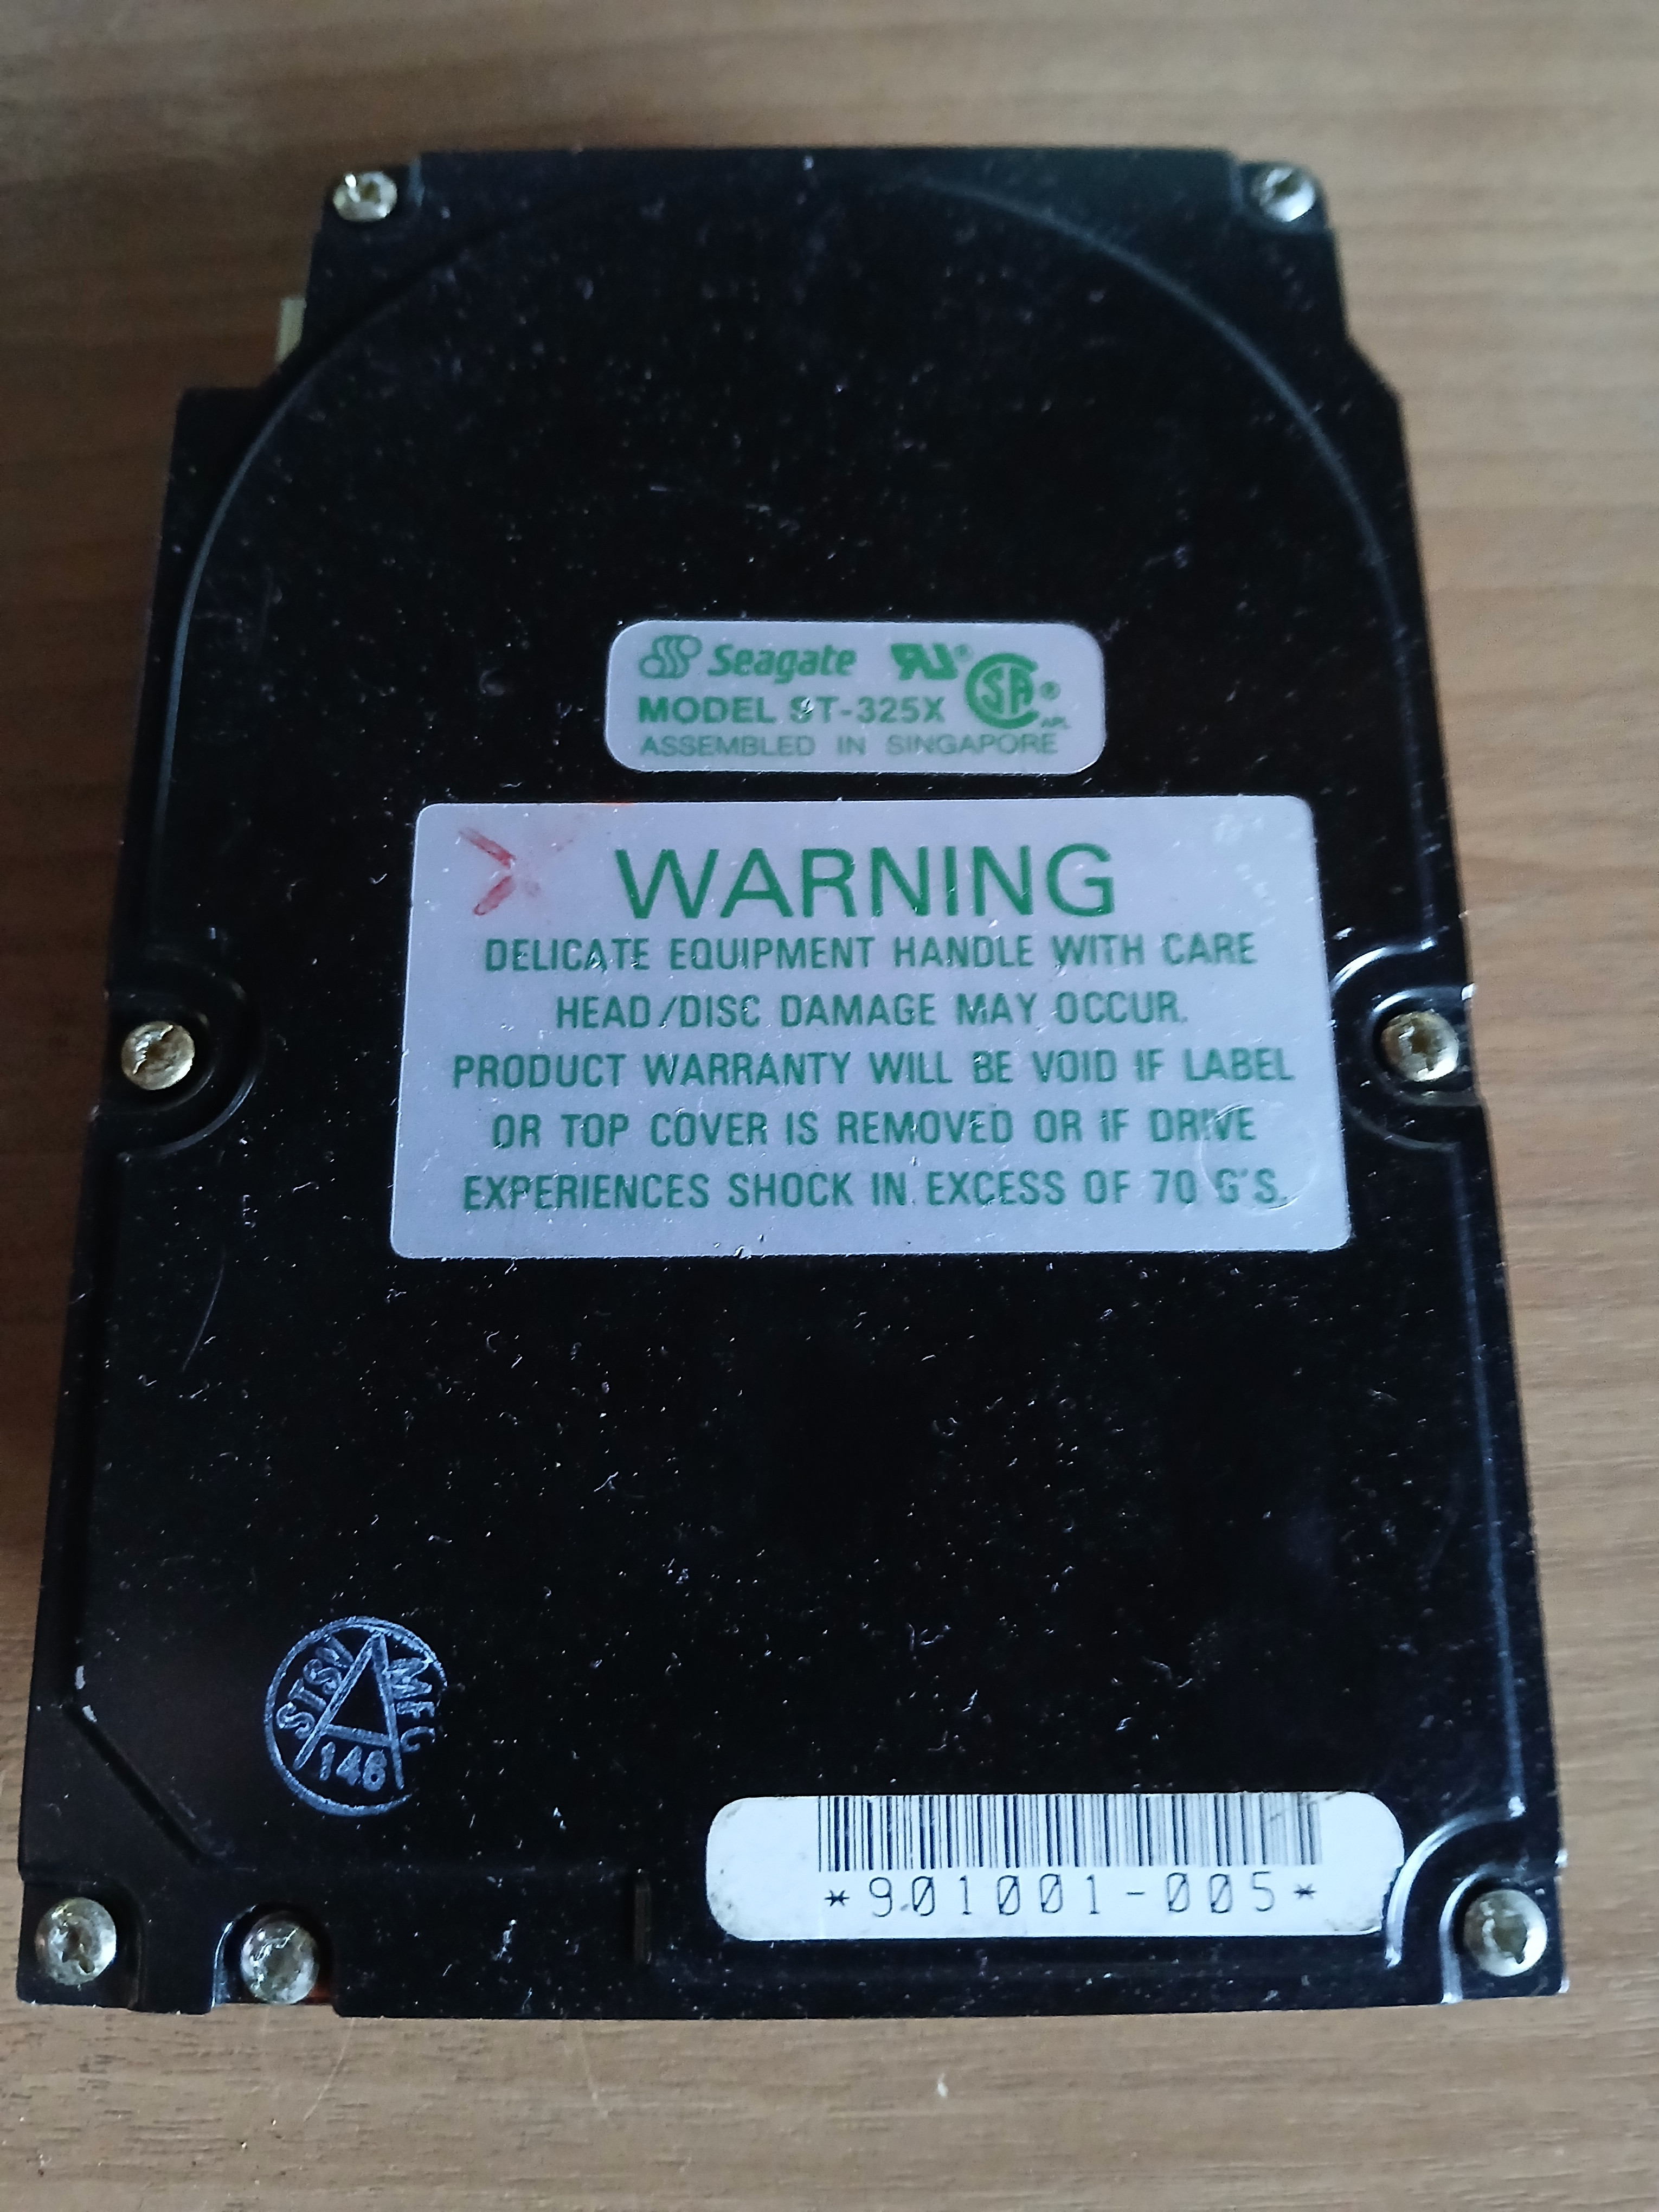 Seagate
MODEL ST-325X
ASSEMBLED IN SINGAPORE
WARNING
DELICATE EQUIPMENT HANDLE WITH CARE
HEAD/DISC DAMAGE MAY OCCUR.
PRODUCT WARRANTY WILL BE VOID IF LABEL
OR TOP COVER IS REMOVED OR IF DRIVE
EXPERIENCES SHOCK IN EXCESS OF 70 G'S.
MFG
146
*901001-005*